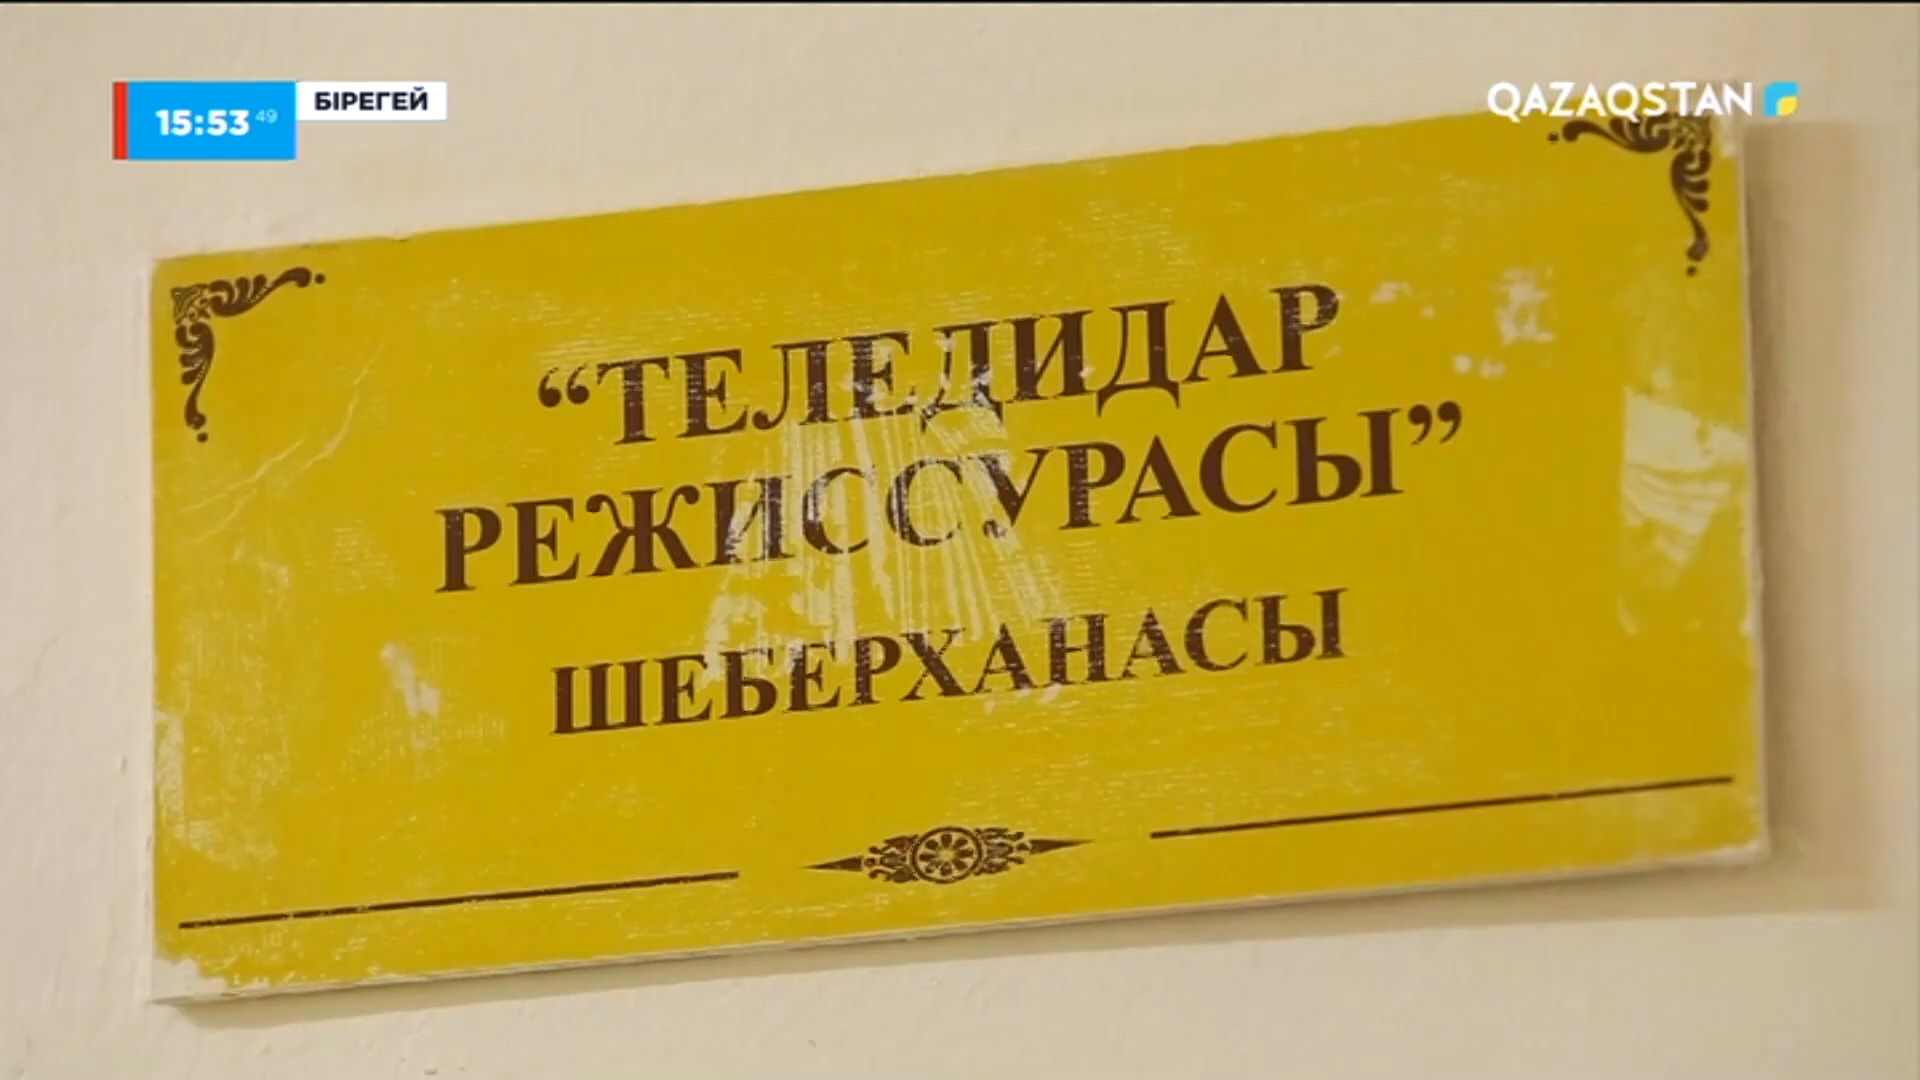 15:53 49
БІРЕГЕЙ
QAZAQSTAN
“ТЕЛЕДИДАР
РЕЖИССУРАСЫ”
ШЕБЕРХАНАСЫ